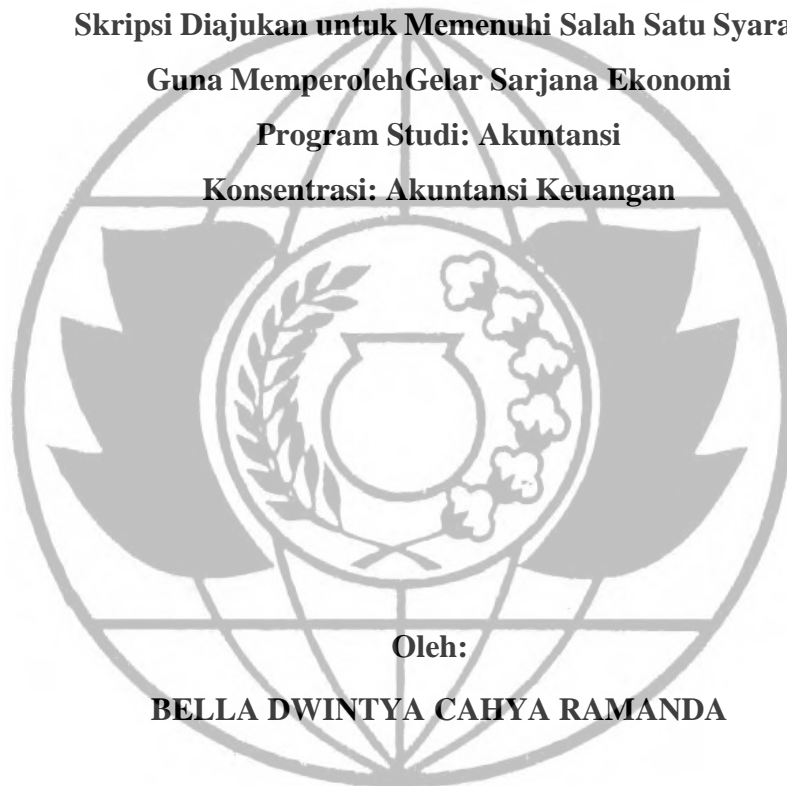 Skripsi Diajukan untuk Memenuhi Salah Satu Syara
Guna MemperolehGelar Sarjana Ekonomi
Program Studi: Akuntansi
Konsentrasi: Akuntansi Keuangan
Oleh:
BELLA DWINTYA CAHYA RAMANDA